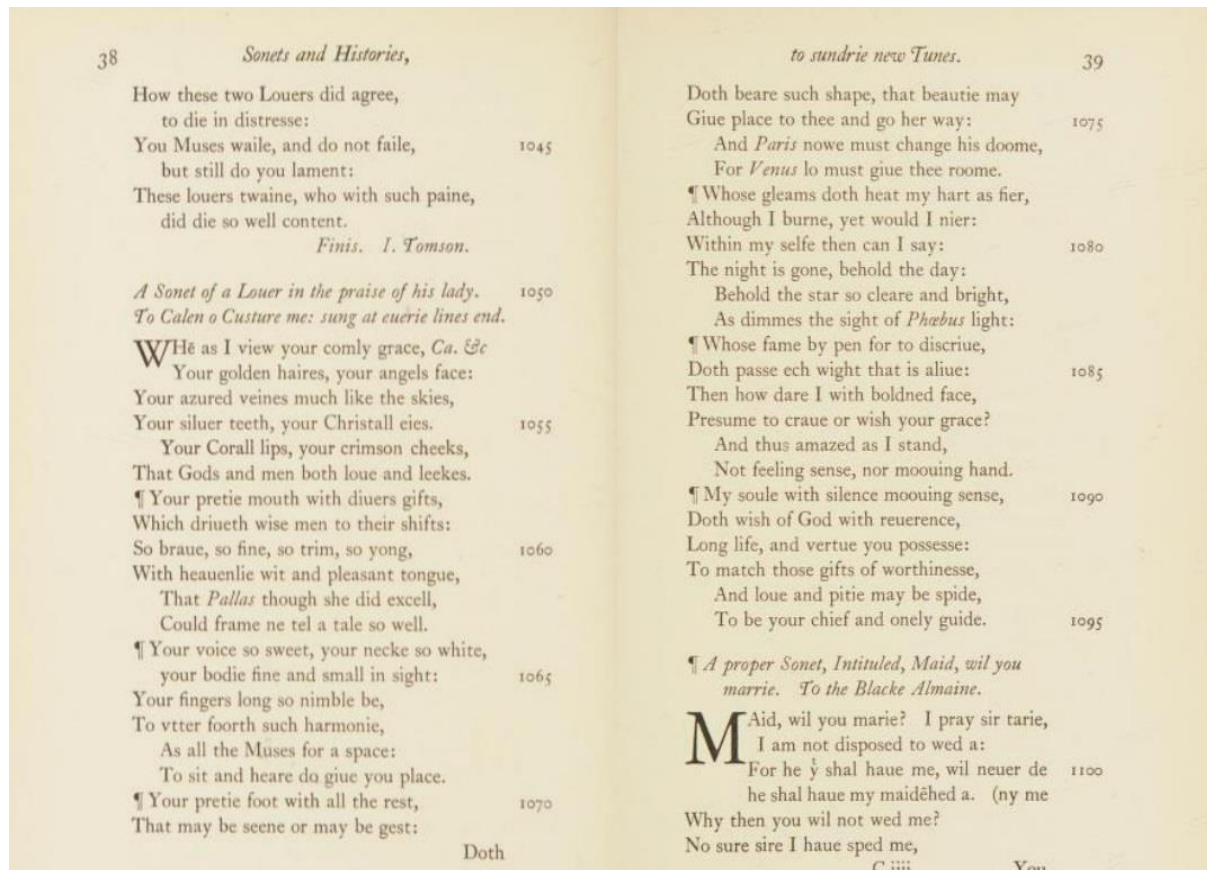 38
Sonets and Histories,
How these two Louers did agree,
to die in distresse:
You Muses waile, and do not faile, 1045
but still do you lament:
These louers twaine, who with such paine,
did die so well content.
Finis. I. Tomson.
A Sonet of a Louer in the praise of his lady. 1050
To Calen o Custure me: sung at euerie lines end.
WHē as I view your comly grace, Ca. &c
Your golden haires, your angels face:
Your azured veines much like the skies,
Your siluer teeth, your Christall eies. 1055
Your Corall lips, your crimson cheeks,
That Gods and men both loue and leekes.
¶ Your pretie mouth with diuers gifts,
Which driueth wise men to their shifts:
So braue, so fine, so trim, so yong, 1060
With heauenlie wit and pleasant tongue,
That Pallas though she did excell,
Could frame ne tel a tale so well.
¶ Your voice so sweet, your necke so white,
your bodie fine and small in sight: 1065
Your fingers long so nimble be,
To vtter foorth such harmonie,
As all the Muses for a space:
To sit and heare do giue you place.
¶ Your pretie foot with all the rest, 1070
That may be seene or may be gest:
Doth
to sundrie new Tunes.
39
Doth beare such shape, that beautie may
Giue place to thee and go her way: 1075
And Paris nowe must change his doome,
For Venus lo must giue thee roome.
¶ Whose gleams doth heat my hart as fier,
Although I burne, yet would I nier:
Within my selfe then can I say: 1080
The night is gone, behold the day:
Behold the star so cleare and bright,
As dimmes the sight of Phœbus light:
¶ Whose fame by pen for to discriue,
Doth passe ech wight that is aliue: 1085
Then how dare I with boldned face,
Presume to craue or wish your grace?
And thus amazed as I stand,
Not feeling sense, nor moouing hand.
¶ My soule with silence moouing sense, 1090
Doth wish of God with reuerence,
Long life, and vertue you possesse:
To match those gifts of worthinesse,
And loue and pitie may be spide,
To be your chief and onely guide. 1095
¶ A proper Sonet, Intituled, Maid, wil you
marrie. To the Blacke Almaine.
MAid, wil you marie? I pray sir tarie,
I am not disposed to wed a:
For he yͭ shal haue me, wil neuer de 1100
he shal haue my maidēhed a. (ny me
Why then you wil not wed me?
No sure sire I haue sped me,
C iiii You